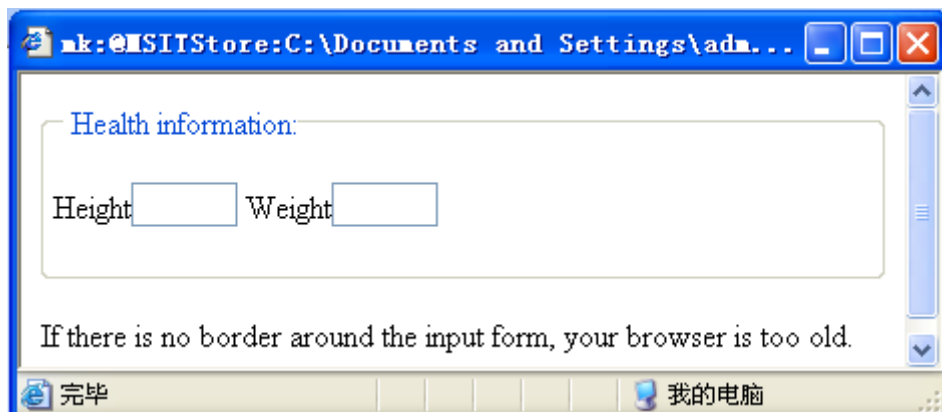 mk:@MSITStore:C:\Documents and Settings\adm...
Health information:
Height Weight
If there is no border around the input form, your browser is too old.
完毕 我的电脑